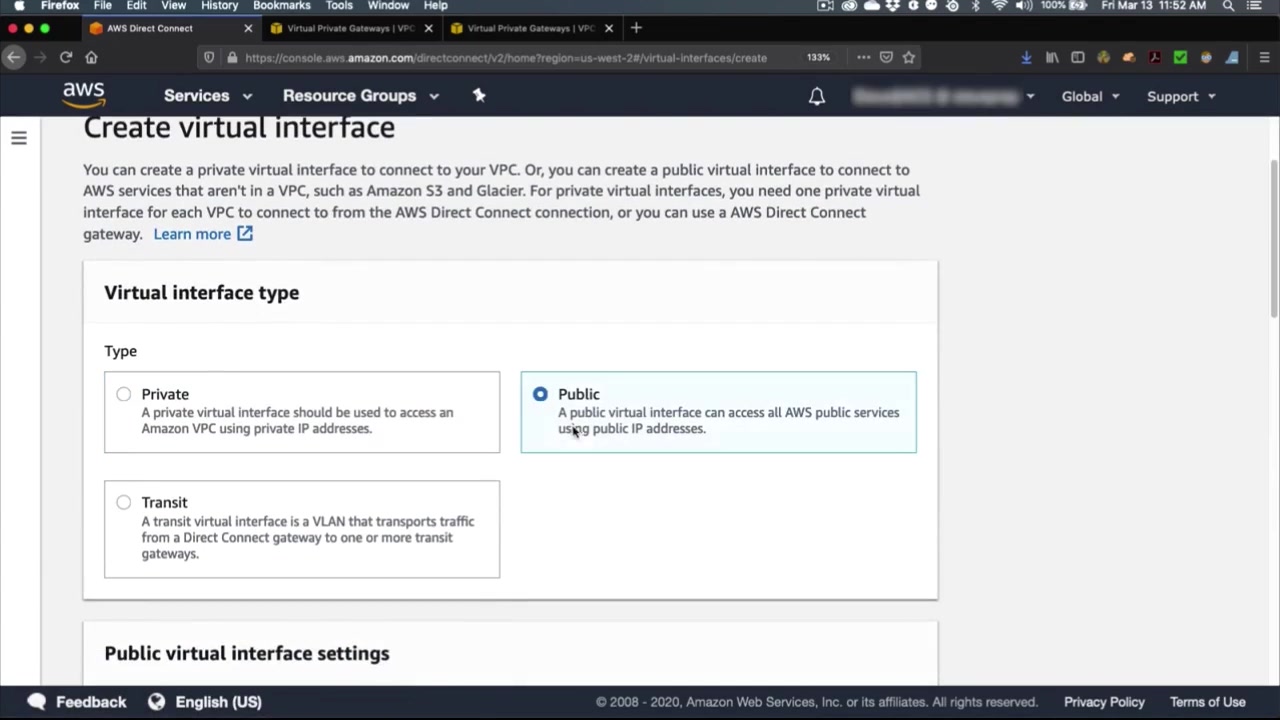 Firefox File Edit View History Bookmarks Tools Window Help 100% Fri Mar 13 11:52 AM
AWS Direct Connect Virtual Private Gateways | VPC Virtual Private Gateways | VPC
https://console.aws.amazon.com/directconnect/v2/home?region=us-west-2#/virtual-interfaces/create 133%
aws Services Resource Groups Global Support
Create virtual interface
You can create a private virtual interface to connect to your VPC. Or, you can create a public virtual interface to connect to
AWS services that aren't in a VPC, such as Amazon S3 and Glacier. For private virtual interfaces, you need one private virtual
interface for each VPC to connect to from the AWS Direct Connect connection, or you can use a AWS Direct Connect
gateway. Learn more
Virtual interface type
Type
Private
A private virtual interface should be used to access an
Amazon VPC using private IP addresses.
Public
A public virtual interface can access all AWS public services
using public IP addresses.
Transit
A transit virtual interface is a VLAN that transports traffic
from a Direct Connect gateway to one or more transit
gateways.
Public virtual interface settings
Feedback English (US) © 2008 - 2020, Amazon Web Services, Inc. or its affiliates. All rights reserved. Privacy Policy Terms of Use